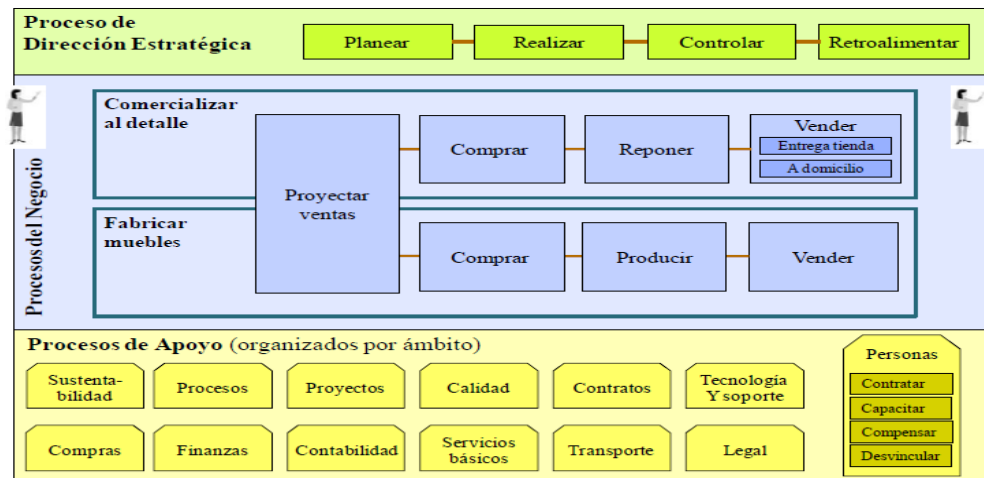 Proceso de
Dirección Estratégica
Planear
Realizar
Controlar
Retroalimentar
Procesos del Negocio
Comercializar
al detalle
Proyectar
ventas
Comprar
Reponer
Vender
Entrega tienda
A domicilio
Fabricar
muebles
Comprar
Producir
Vender
Procesos de Apoyo (organizados por ámbito)
Sustenta-
bilidad
Procesos
Proyectos
Calidad
Contratos
Tecnología
Y soporte
Compras
Finanzas
Contabilidad
Servicios
básicos
Transporte
Legal
Personas
Contratar
Capacitar
Compensar
Desvincular